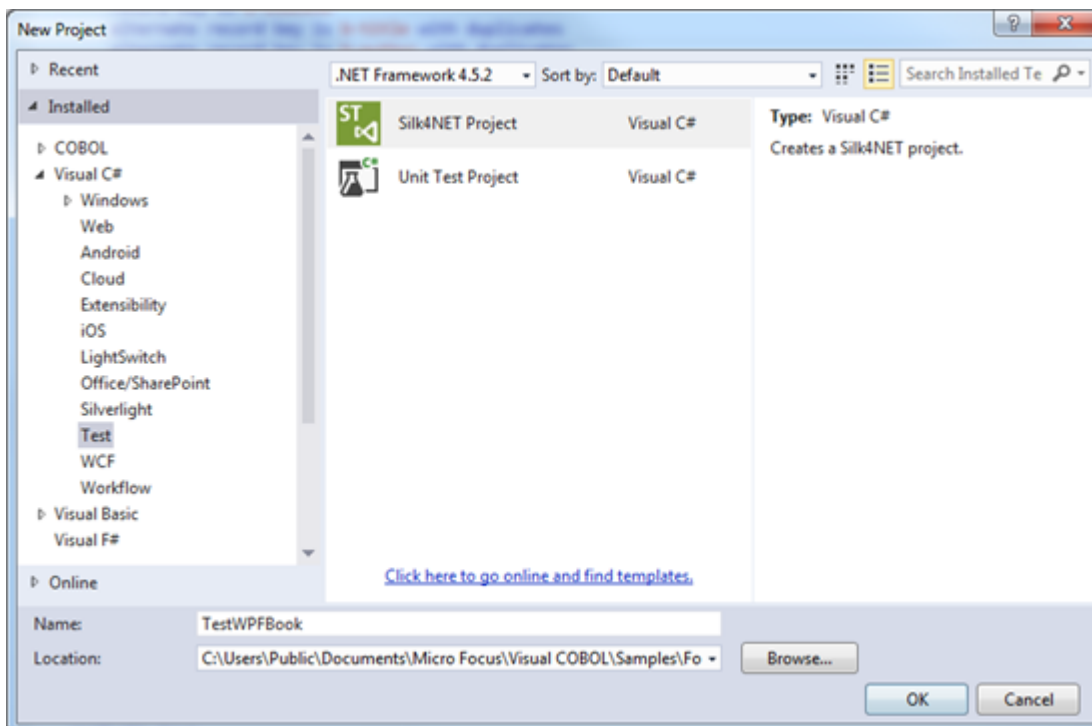 New Project
Recent
.NET Framework 4.5.2 Sort by: Default Search Installed Te
Installed
COBOL
Visual C#
Windows
Web
Android
Cloud
Extensibility
iOS
LightSwitch
Office/SharePoint
Silverlight
Test
WCF
Workflow
Visual Basic
Visual F#
Online
ST Silk4NET Project Visual C#
C# Unit Test Project Visual C#
Click here to go online and find templates.
Type: Visual C#
Creates a Silk4NET project.
Name: TestWPFBook
Location: C:\Users\Public\Documents\Micro Focus\Visual COBOL\Samples\Fo Browse...
OK Cancel